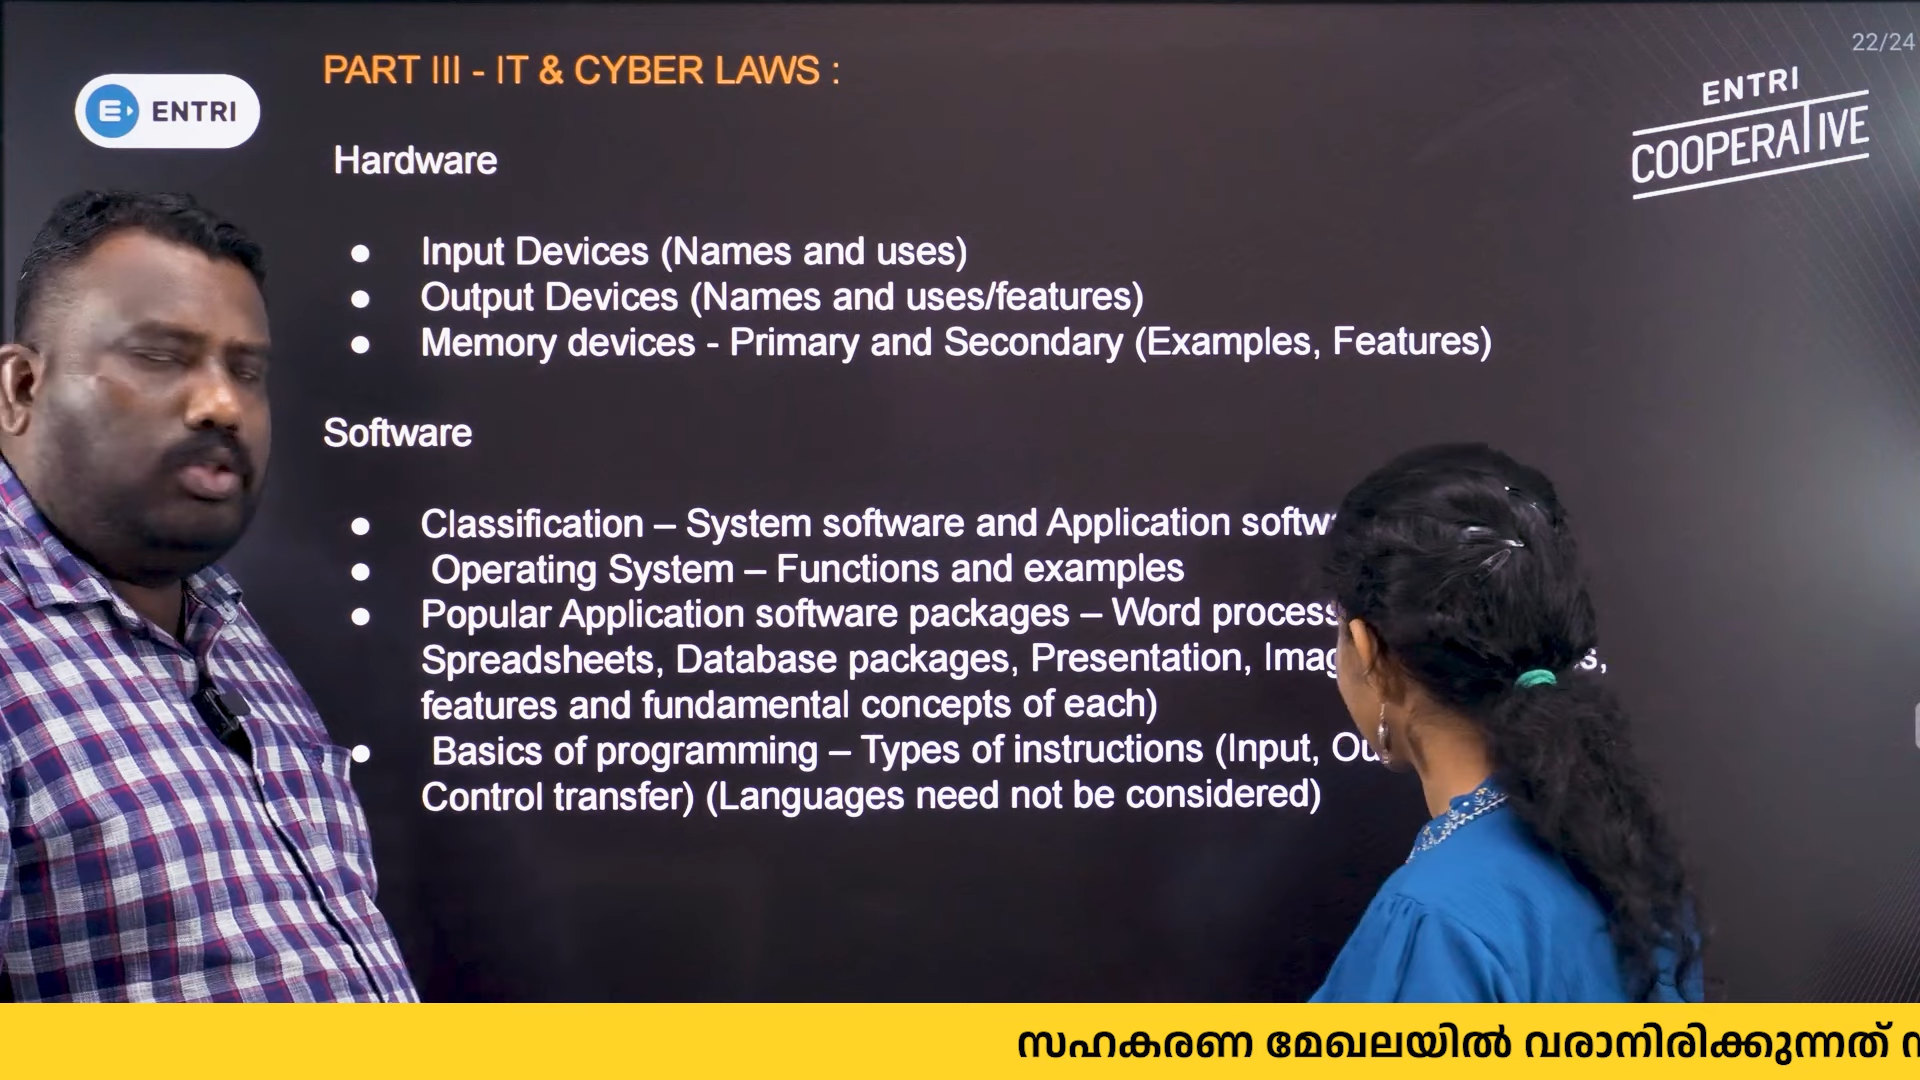 22/24
PART III - IT & CYBER LAWS :
ENTRI
ENTRI
COOPERATIVE
Hardware
● Input Devices (Names and uses)
● Output Devices (Names and uses/features)
● Memory devices - Primary and Secondary (Examples, Features)
Software
● Classification – System software and Application
● Operating System – Functions and examples
● Popular Application software packages – Word
Spreadsheets, Database packages, Presentation,
features and fundamental concepts of each)
● Basics of programming – Types of instructions (Input,
Control transfer) (Languages need not be considered)
സഹകരണ മേഖലയിൽ വരാനിരിക്കുന്നത്